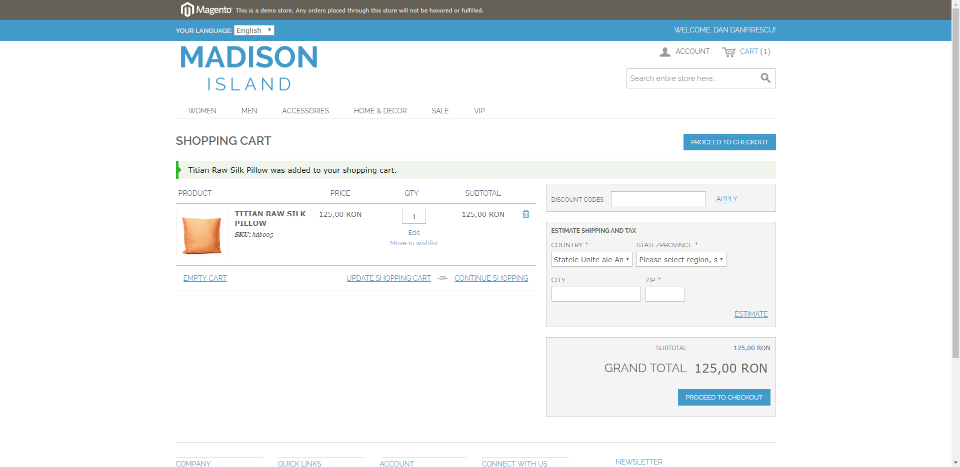 Magento This is a demo store. Any orders placed through this store will not be honored or fulfilled.
YOUR LANGUAGE: English WELCOME, DAN DANFIRESCU!
MADISON
ISLAND
ACCOUNT CART (1)
Search entire store here...
WOMEN MEN ACCESSORIES HOME & DECOR SALE VIP
SHOPPING CART
PROCEED TO CHECKOUT
Titian Raw Silk Pillow was added to your shopping cart.
PRODUCT PRICE QTY SUBTOTAL
TITIAN RAW SILK PILLOW 125,00 RON 1 125,00 RON
SKU: hdb005
Edit
Move to wishlist
EMPTY CART UPDATE SHOPPING CART -OR- CONTINUE SHOPPING
DISCOUNT CODES APPLY
ESTIMATE SHIPPING AND TAX
COUNTRY * STATE/PROVINCE *
Statele Unite ale An Please select region, s
CITY ZIP *
ESTIMATE
SUBTOTAL 125,00 RON
GRAND TOTAL 125,00 RON
PROCEED TO CHECKOUT
COMPANY QUICK LINKS ACCOUNT CONNECT WITH US NEWSLETTER